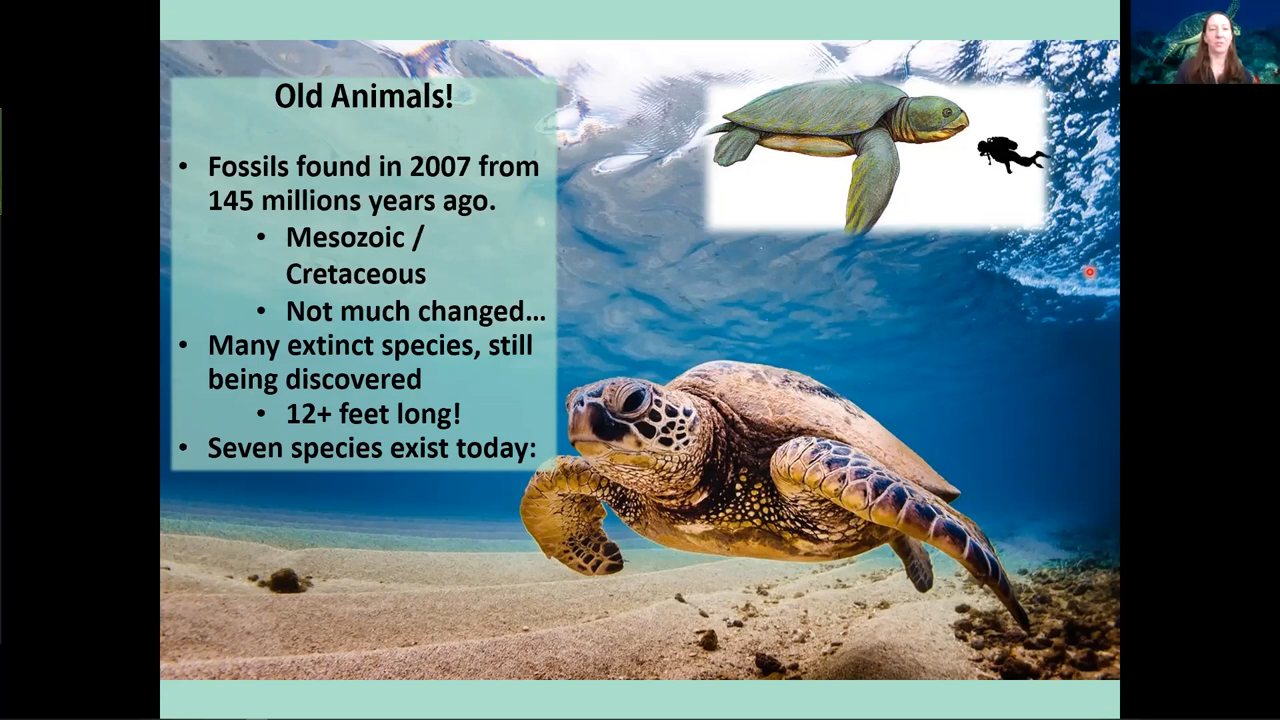 Old Animals!
• Fossils found in 2007 from
145 millions years ago.
• Mesozoic /
Cretaceous
• Not much changed...
• Many extinct species, still
being discovered
• 12+ feet long!
• Seven species exist today: